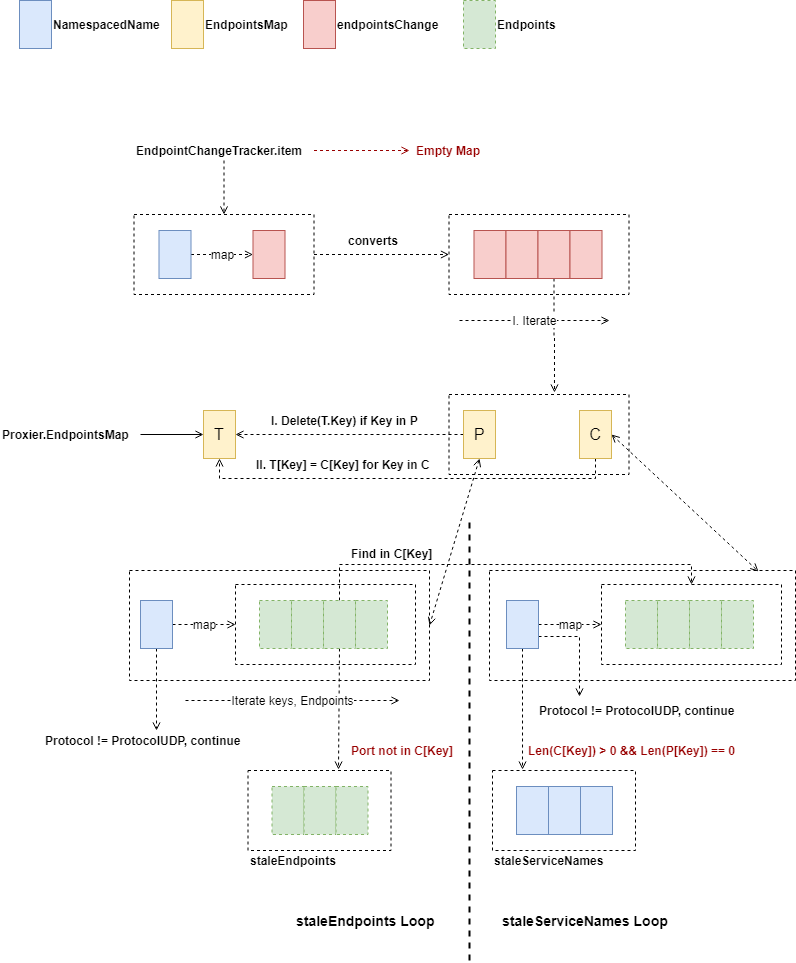 NamespacedName
EndpointsMap
endpointsChange
Endpoints
EndpointChangeTracker.item
Empty Map
map
converts
I. Iterate
Proxier.EndpointsMap
T
I. Delete(T.Key) if Key in P
P
C
II. T[Key] = C[Key] for Key in C
Find in C[Key]
map
map
Iterate keys, Endpoints
Protocol != ProtocolUDP, continue
Protocol != ProtocolUDP, continue
Port not in C[Key]
Len(C[Key]) > 0 && Len(P[Key]) == 0
staleEndpoints
staleServiceNames
staleEndpoints Loop
staleServiceNames Loop